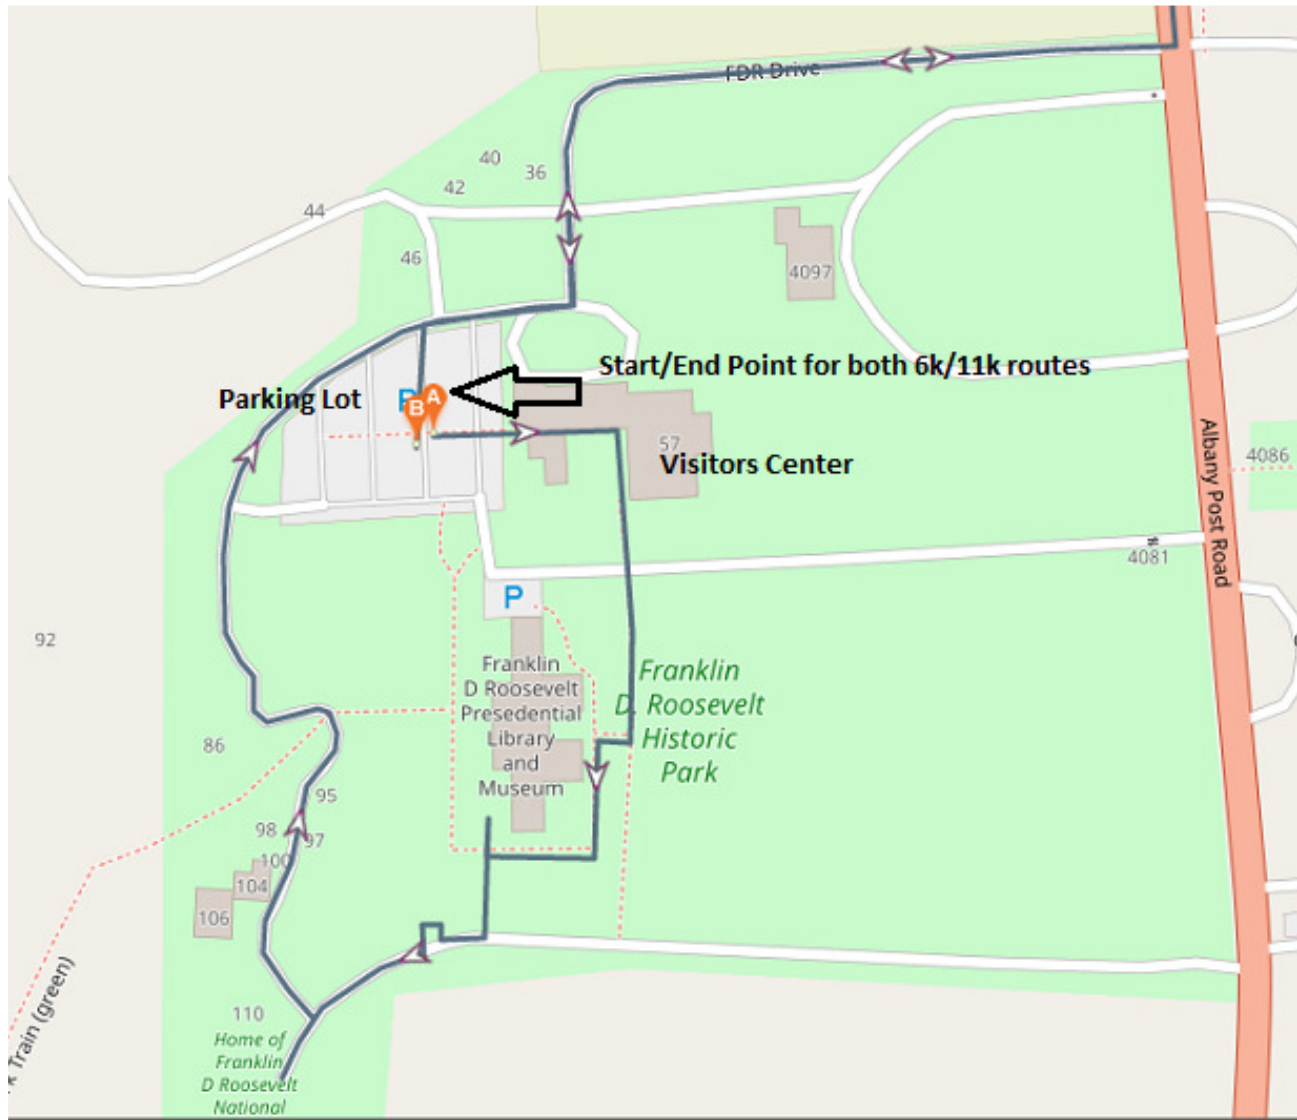 FDR Drive
40
36
42
44
46
4097
Start/End Point for both 6k/11k routes
Parking Lot
P
B
A
57
Visitors Center
Albany Post Road
4086
4081
P
92
Franklin
D Roosevelt
Presedential
Library
and
Museum
Franklin
D. Roosevelt
Historic
Park
86
95
98
97
100
104
106
110
Home of
Franklin
D Roosevelt
National
Train (green)